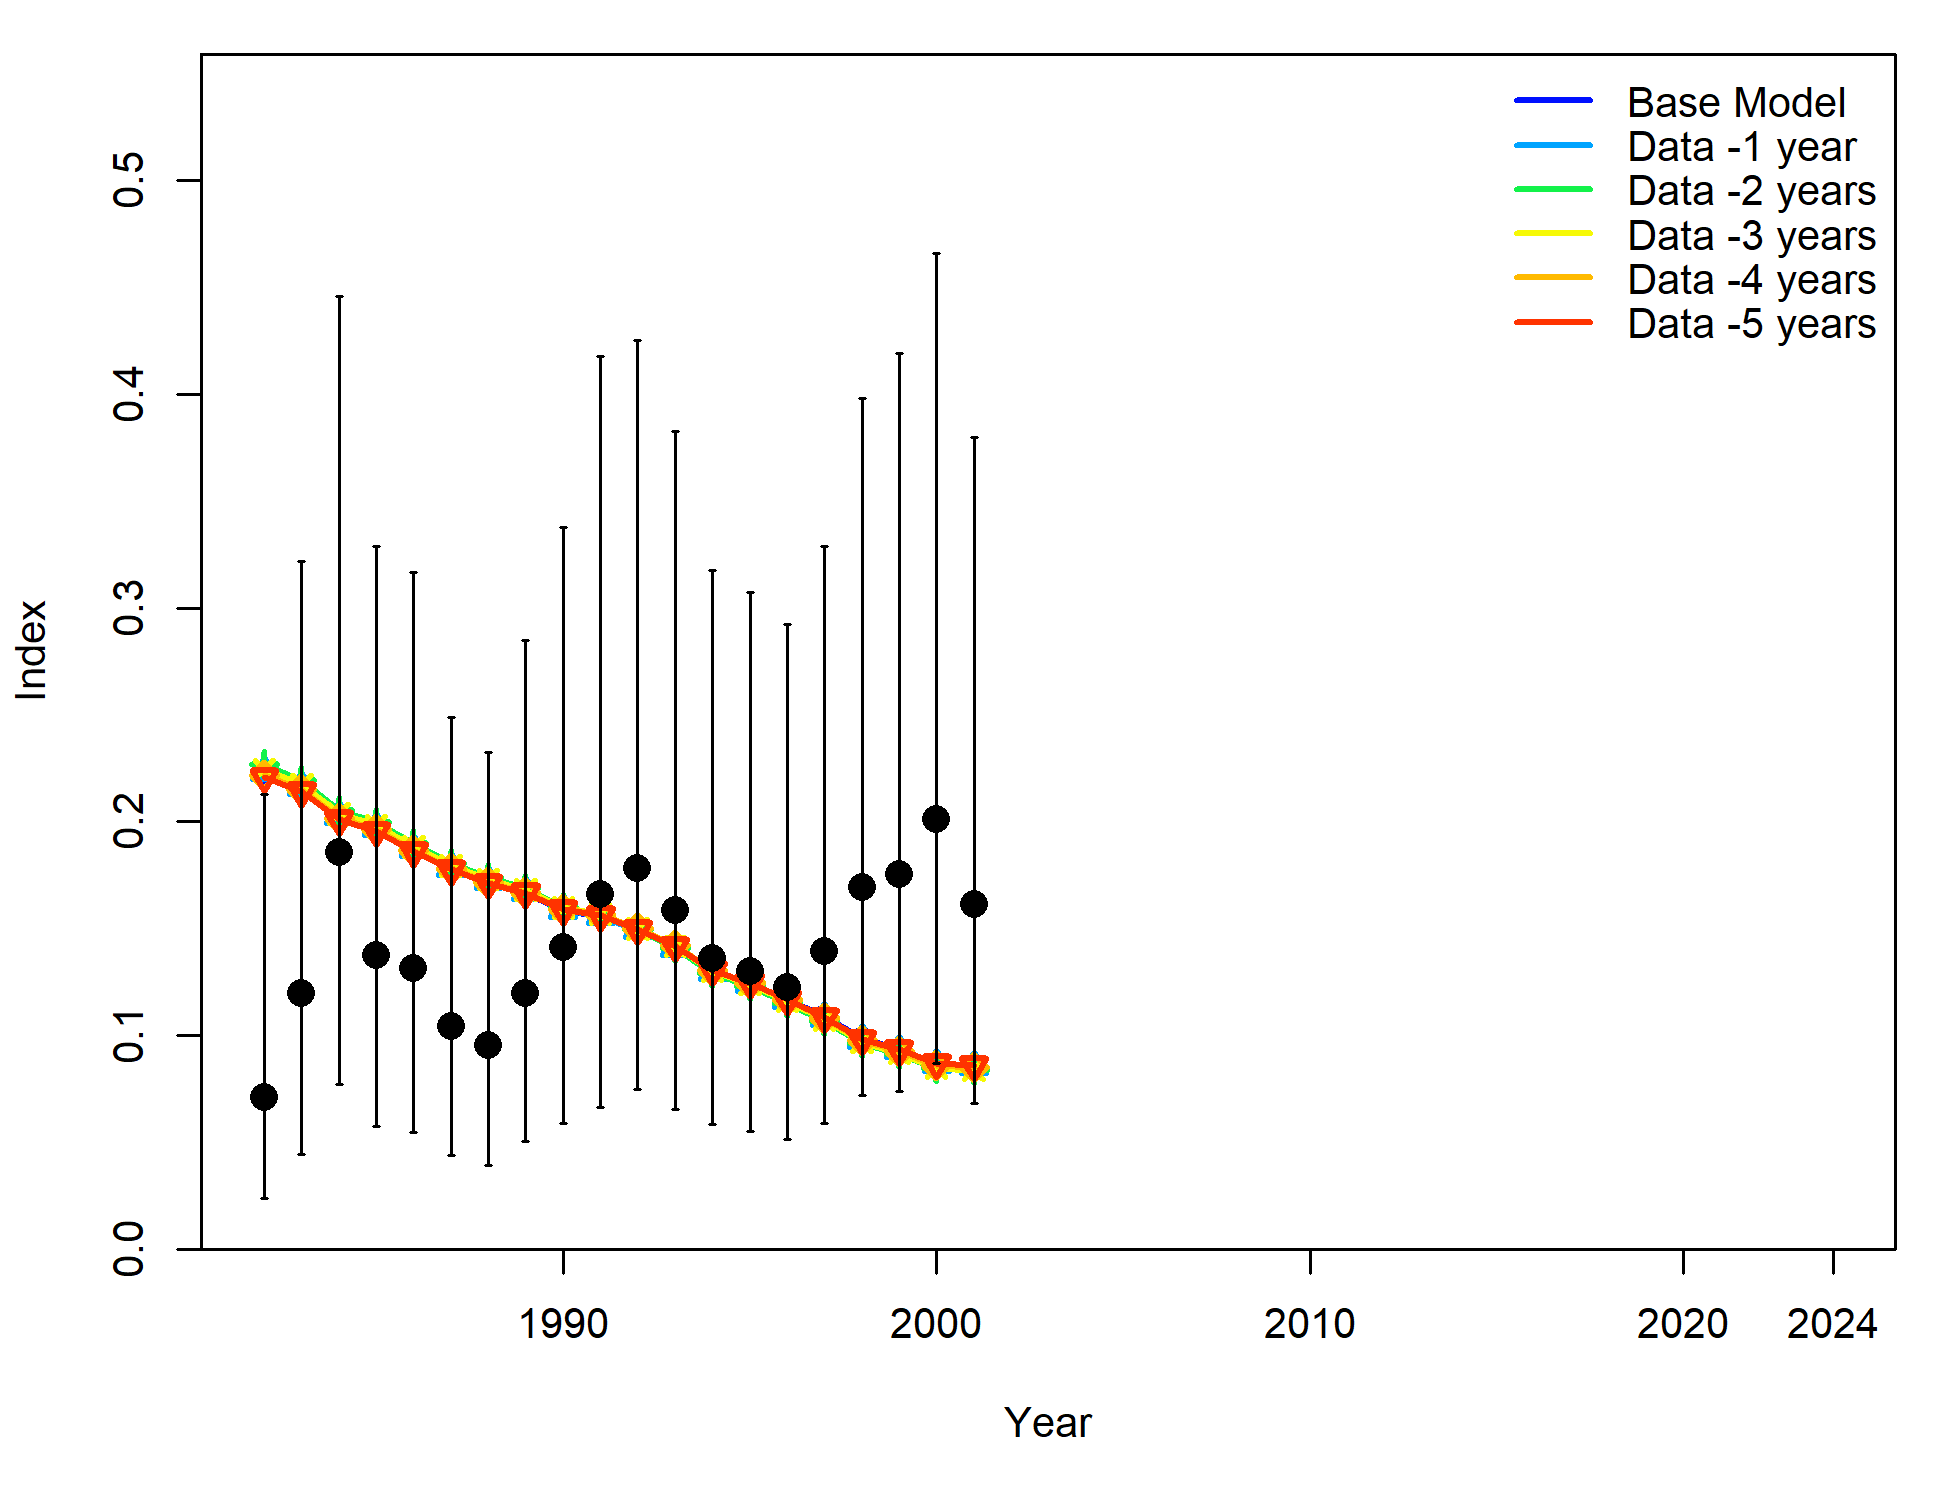 Base Model
Data -1 year
Data -2 years
Data -3 years
Data -4 years
Data -5 years
0.5
0.4
0.3
0.2
0.1
0.0
Index
1990 2000 2010 2020 2024
Year